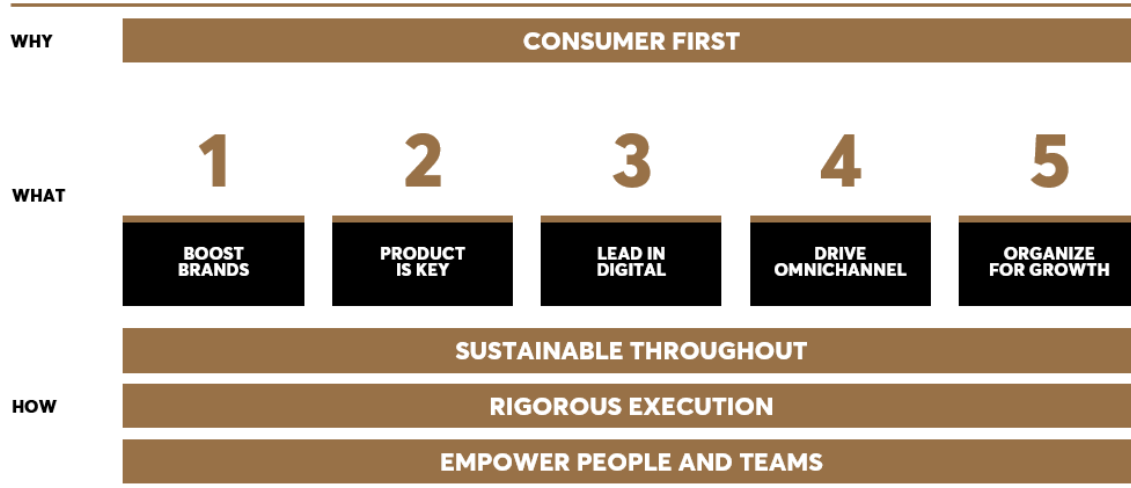 WHY
CONSUMER FIRST
WHAT
1
2
3
4
5
BOOST
BRANDS
PRODUCT
IS KEY
LEAD IN
DIGITAL
DRIVE
OMNICHANNEL
ORGANIZE
FOR GROWTH
HOW
SUSTAINABLE THROUGHOUT
RIGOROUS EXECUTION
EMPOWER PEOPLE AND TEAMS